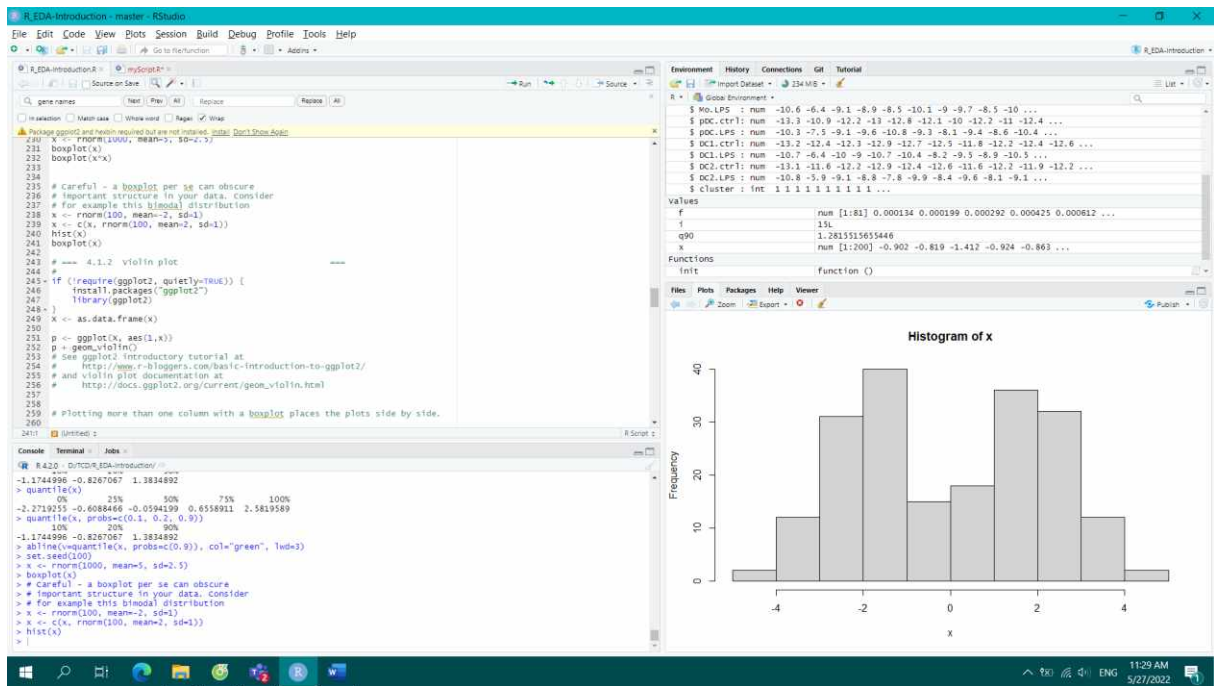 R_EDA-Introduction - master - RStudio
File Edit Code View Plots Session Build Debug Profile Tools Help
Go to file/function Addins
R_EDA-Introduction
R_EDA-Introduction.R myScript.R*
Source on Save Run Source
gene names Next Prev All Replace Replace All
In selection Match case Whole word Regex Wrap
Package ggplot2 and hexbin required but are not installed. Install Don't Show Again
230 x <- rnorm(1000, mean=5, sd=2.5)
231 boxplot(x)
232 boxplot(x*x)
233
234
235 # Careful - a boxplot per se can obscure
236 # important structure in your data. Consider
237 # for example this bimodal distribution
238 x <- rnorm(100, mean=-2, sd=1)
239 x <- c(x, rnorm(100, mean=2, sd=1))
240 hist(x)
241 boxplot(x)
242
243 # === 4.1.2 violin plot ===
244 #
245 if (!require(ggplot2, quietly=TRUE)) {
246 install.packages("ggplot2")
247 library(ggplot2)
248 }
249 X <- as.data.frame(x)
250
251 p <- ggplot(X, aes(1,x))
252 p + geom_violin()
253 # See ggplot2 introductory tutorial at
254 # http://www.r-bloggers.com/basic-introduction-to-ggplot2/
255 # and violin plot documentation at
256 # http://docs.ggplot2.org/current/geom_violin.html
257
258
259 # Plotting more than one column with a boxplot places the plots side by side.
260
241:1 (Untitled) R Script
Console Terminal Jobs
R 4.2.0 · D:/TCD/R_EDA-Introduction/
-1.1744996 -0.8267067 1.3834892
> quantile(x)
0% 25% 50% 75% 100%
-2.2719255 -0.6088466 -0.0594199 0.6558911 2.5819589
> quantile(x, probs=c(0.1, 0.2, 0.9))
10% 20% 90%
-1.1744996 -0.8267067 1.3834892
> abline(v=quantile(x, probs=c(0.9)), col="green", lwd=3)
> set.seed(100)
> x <- rnorm(1000, mean=5, sd=2.5)
> boxplot(x)
> # Careful - a boxplot per se can obscure
> # important structure in your data. Consider
> # for example this bimodal distribution
> x <- rnorm(100, mean=-2, sd=1)
> x <- c(x, rnorm(100, mean=2, sd=1))
> hist(x)
>
Environment History Connections Git Tutorial
Import Dataset 234 MiB List
R Global Environment
$ Mo.LPS : num -10.6 -6.4 -9.1 -8.9 -8.5 -10.1 -9 -9.7 -8.5 -10 ...
$ pDC.ctrl: num -13.3 -10.9 -12.2 -13 -12.8 -12.1 -10 -12.2 -11 -12.4 ...
$ pDC.LPS : num -10.3 -7.5 -9.1 -9.6 -10.8 -9.3 -8.1 -9.4 -8.6 -10.4 ...
$ DC1.ctrl: num -13.2 -12.4 -12.3 -12.9 -12.7 -12.5 -11.8 -12.2 -12.4 -12.6 ...
$ DC1.LPS : num -10.7 -6.4 -10 -9 -10.7 -10.4 -8.2 -9.5 -8.9 -10.5 ...
$ DC2.ctrl: num -13.1 -11.6 -12.2 -12.9 -12.4 -12.6 -11.6 -12.2 -11.9 -12.2 ...
$ DC2.LPS : num -10.8 -5.9 -9.1 -8.8 -7.8 -9.9 -8.4 -9.6 -8.1 -9.1 ...
$ cluster : int 1 1 1 1 1 1 1 1 1 1 ...
Values
f num [1:81] 0.000134 0.000199 0.000292 0.000425 0.000612 ...
i 15L
q90 1.2815515655446
x num [1:200] -0.902 -0.819 -1.412 -0.924 -0.863 ...
Functions
init function ()
Files Plots Packages Help Viewer
Zoom Export Publish
Histogram of x
Frequency
40
30
20
10
0
-4 -2 0 2 4
x
ENG 11:29 AM
5/27/2022